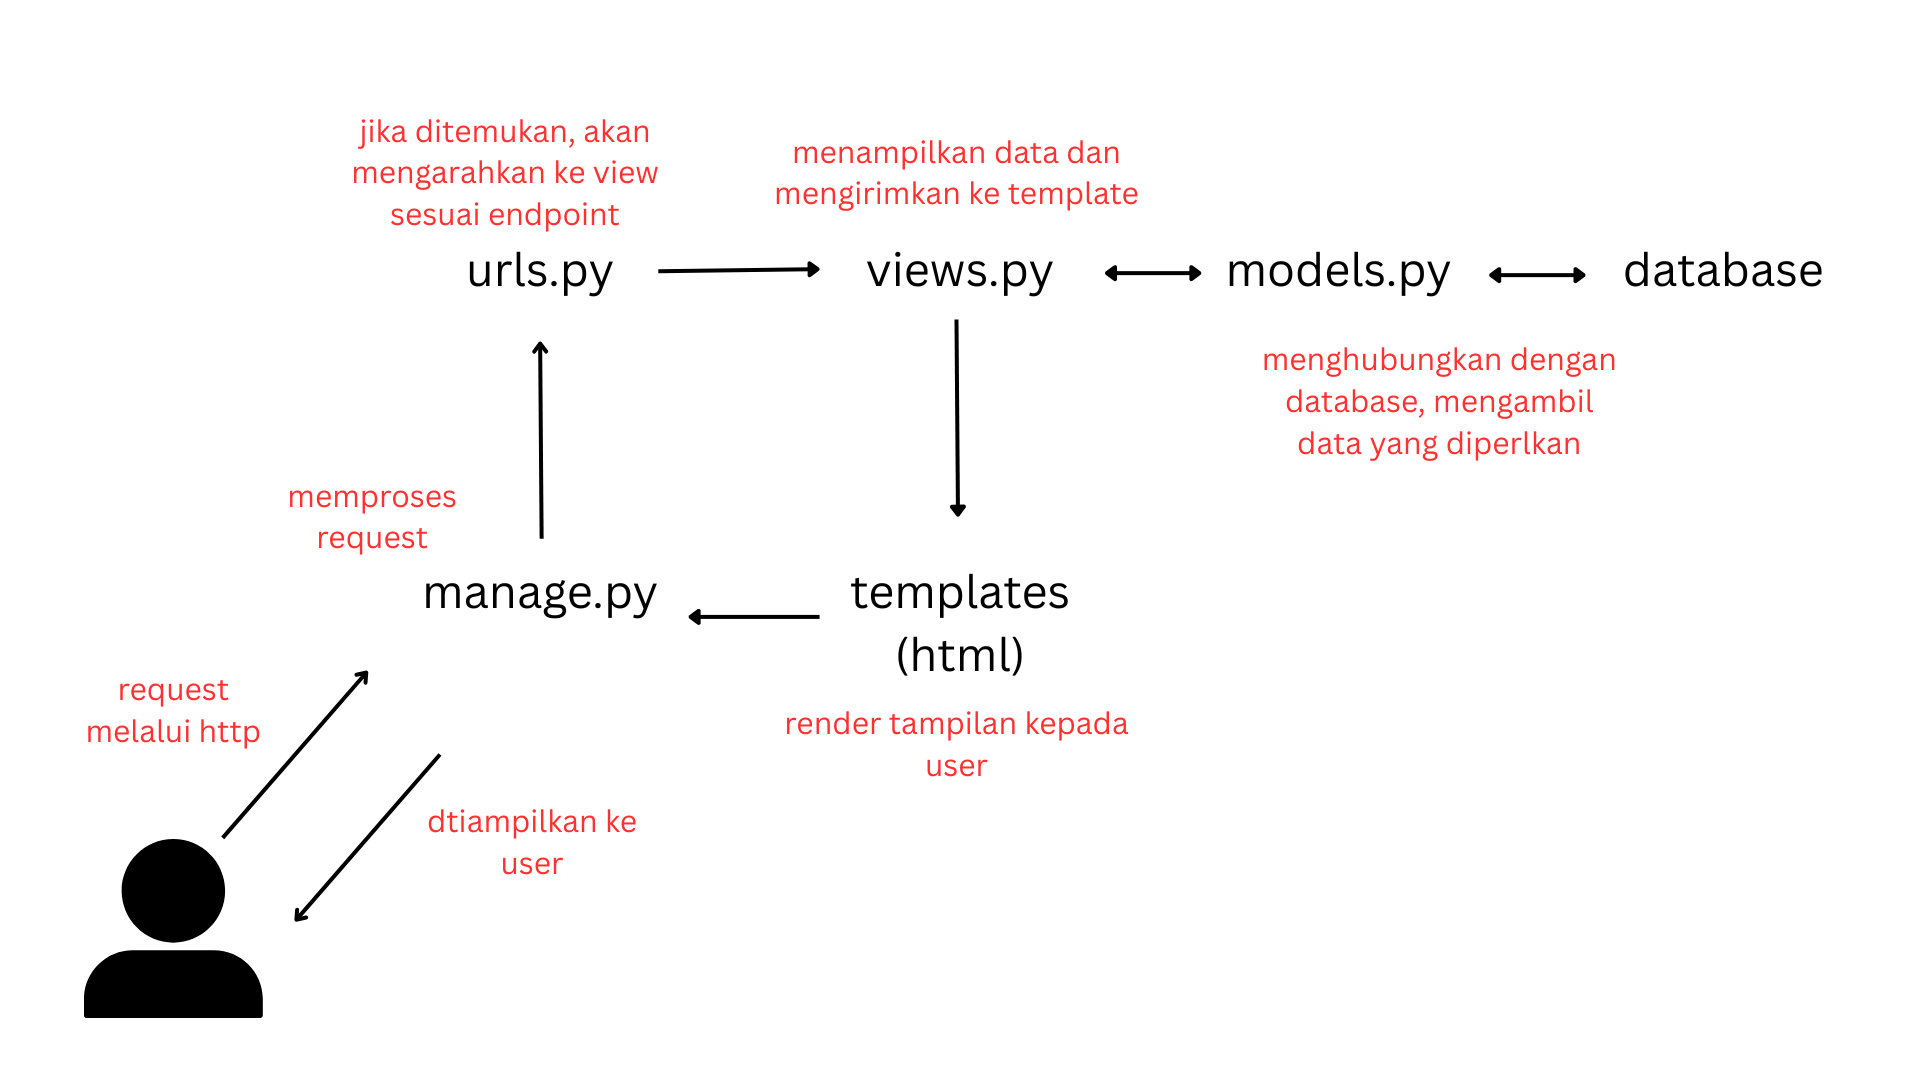 jika ditemukan, akan
mengarahkan ke view
sesuai endpoint
urls.py
menampilkan data dan
mengirimkan ke template
views.py
models.py
database
menghubungkan dengan
database, mengambil
data yang diperlkan
memproses
request
manage.py
templates
(html)
render tampilan kepada
user
request
melalui http
dtiampilkan ke
user